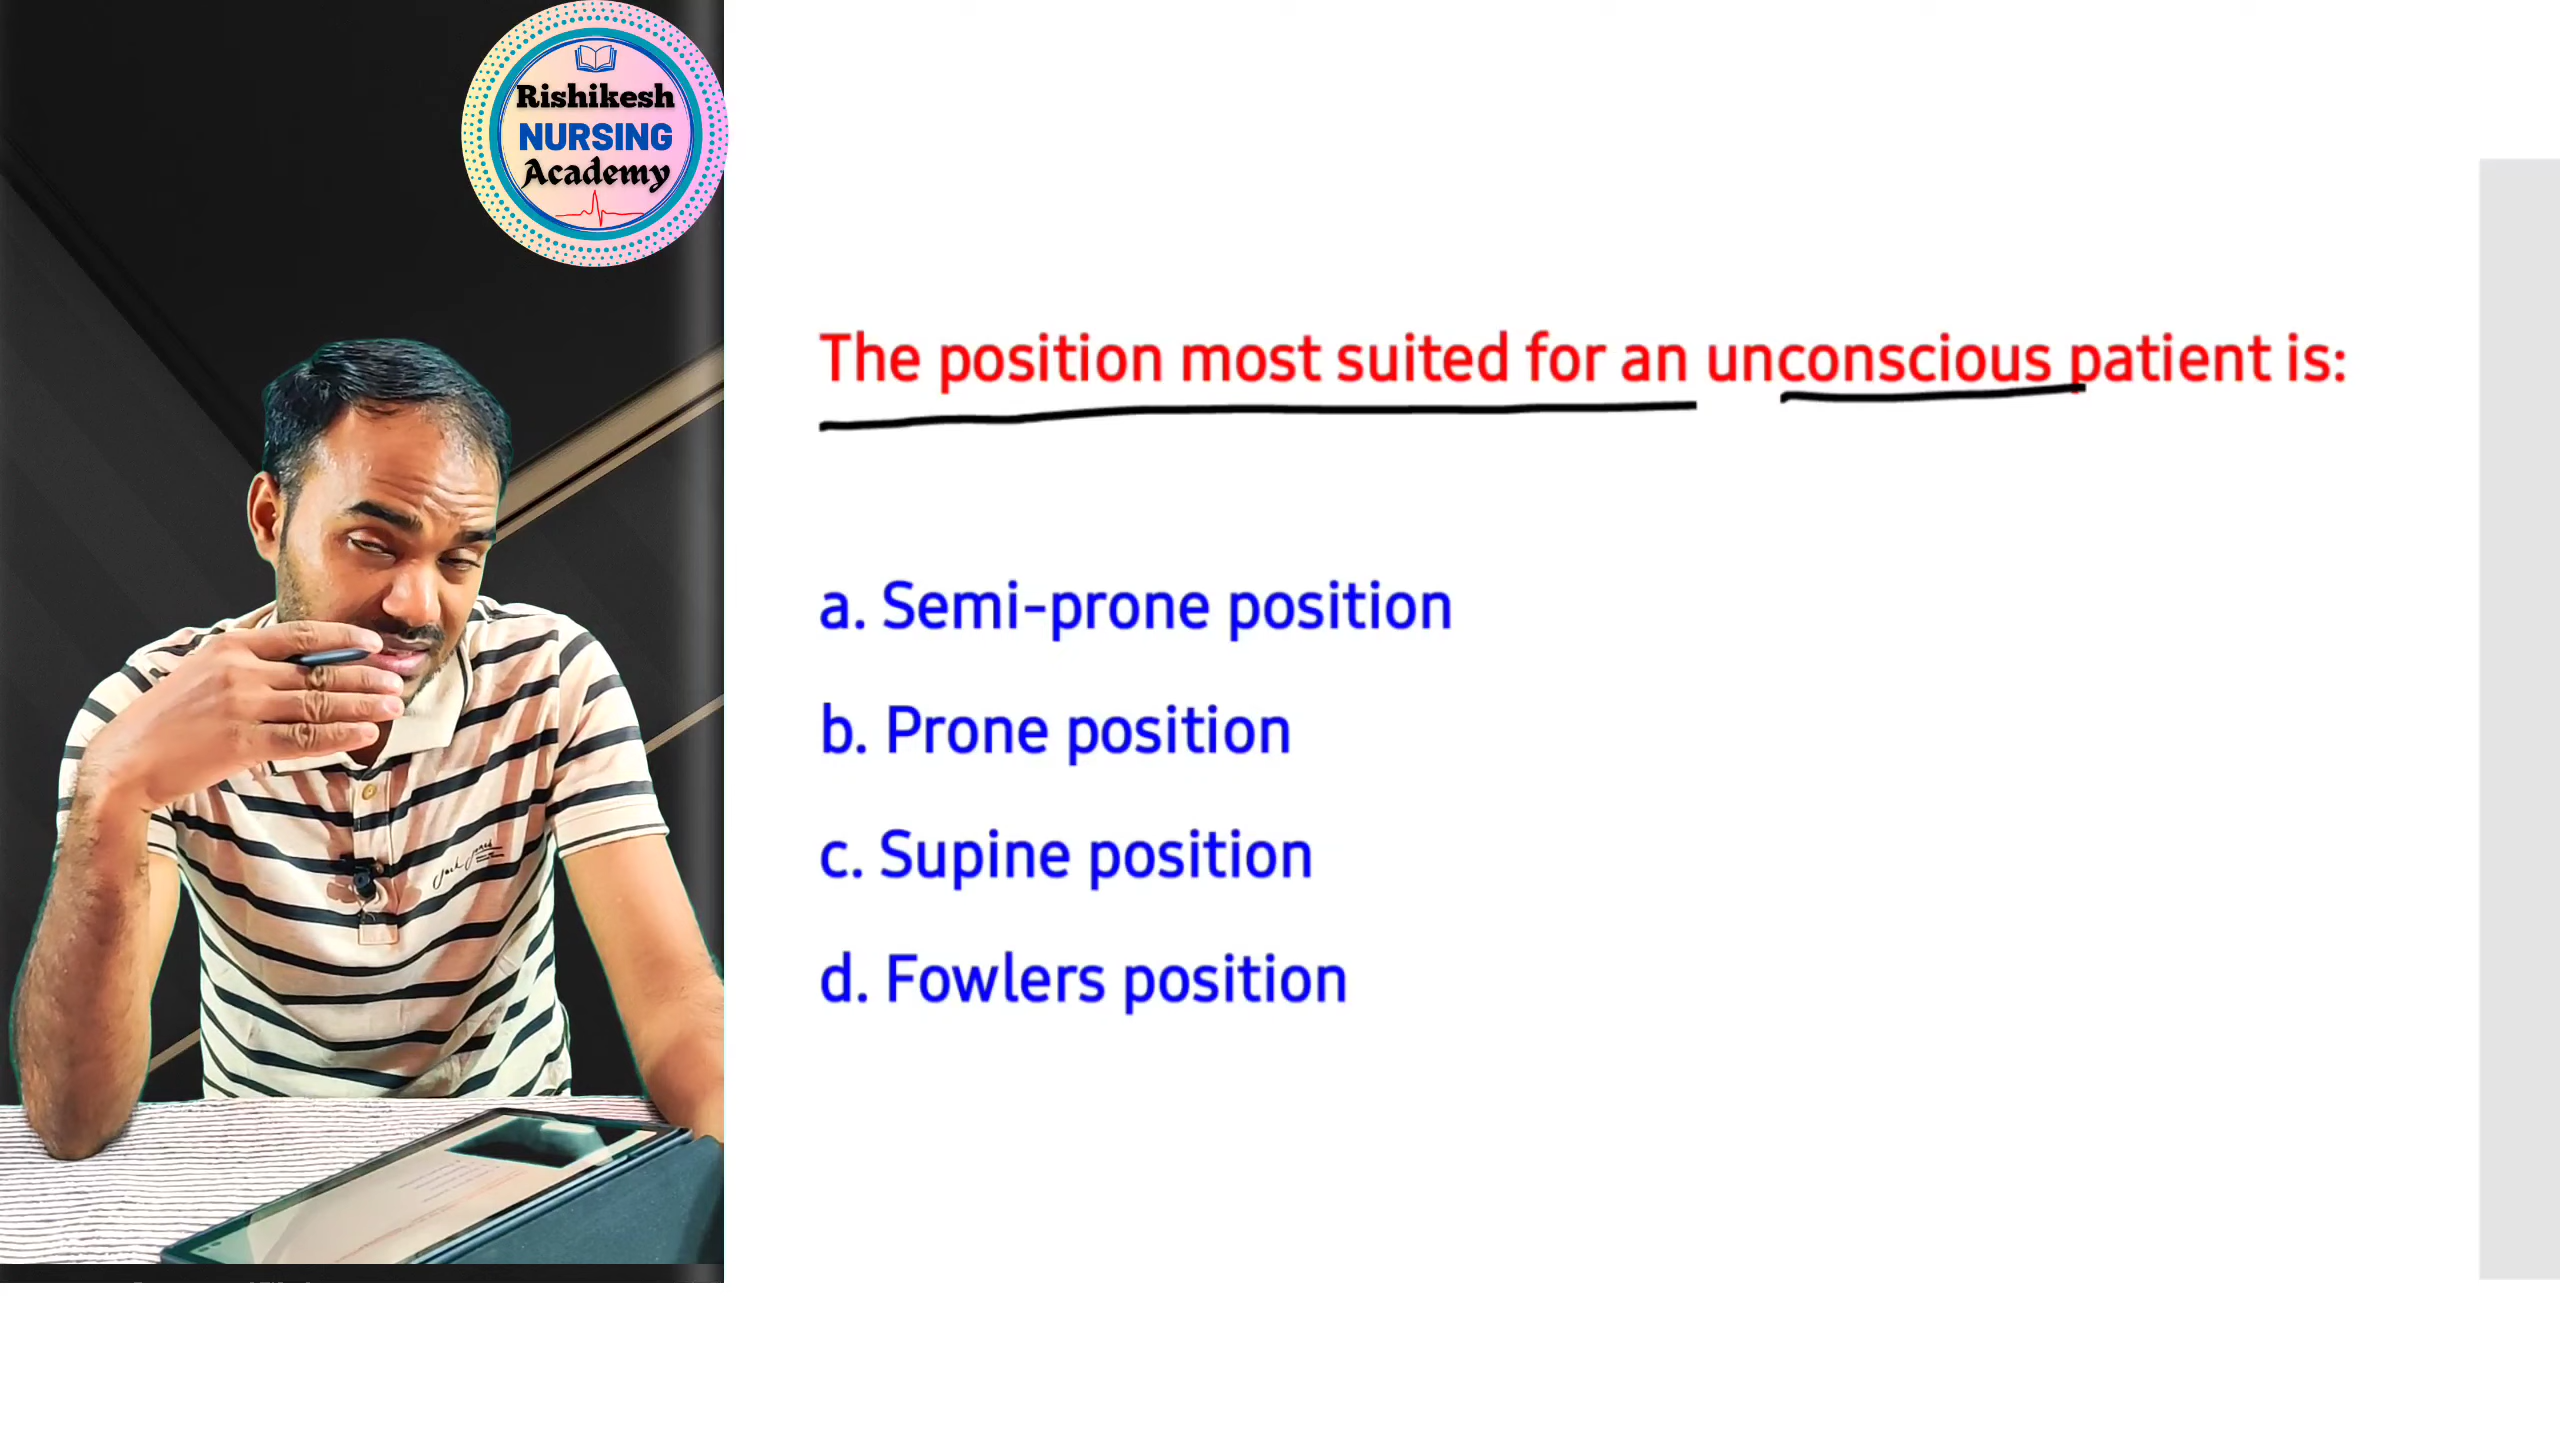 Rishikesh
NURSING
Academy
The position most suited for an unconscious patient is:
a. Semi-prone position
b. Prone position
c. Supine position
d. Fowlers position